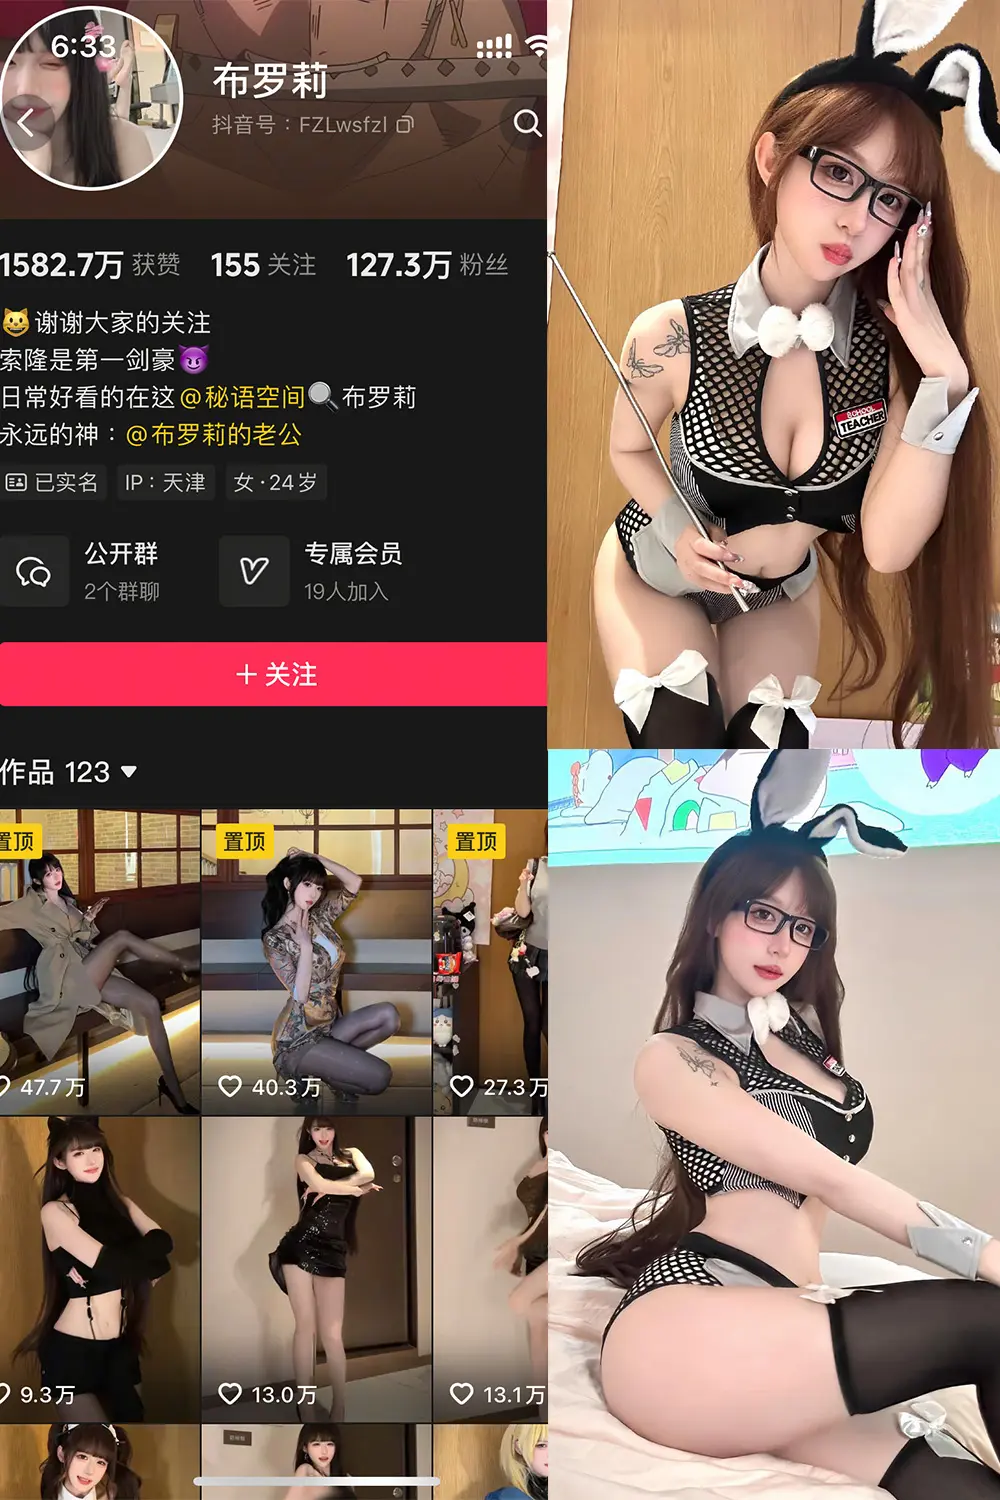 6:33
布罗莉
抖音号：FZLwsfzl
1582.7万 获赞 155 关注 127.3万 粉丝
😺谢谢大家的关注
索隆是第一剑豪😈
日常好看的在这@秘语空间🔍布罗莉
永远的神：@布罗莉的老公
已实名 IP：天津 女·24岁
公开群 专属会员
2个群聊 19人加入
+ 关注
作品 123
置顶 置顶 置顶
47.7万 40.3万 27.3万
9.3万 13.0万 13.1万
SCHOOL
TEACHER